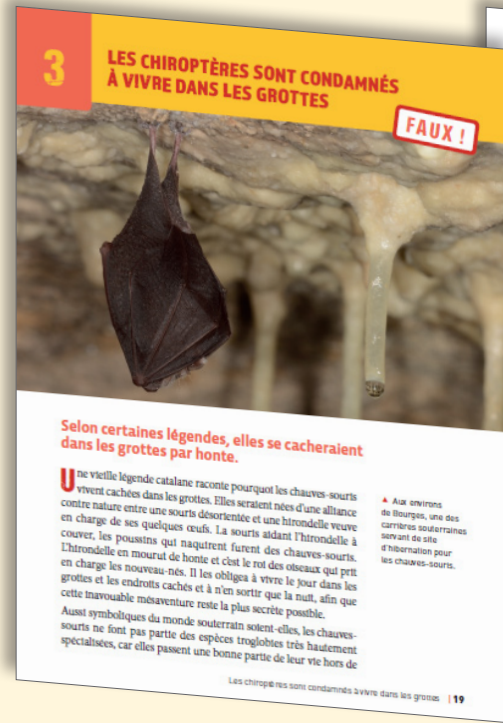 3
LES CHIROPTÈRES SONT CONDAMNÉS
À VIVRE DANS LES GROTTES
FAUX !
Selon certaines légendes, elles se cacheraient
dans les grottes par honte.
Une vieille légende catalane raconte pourquoi les chauves-souris
vivent cachées dans les grottes. Elles seraient nées d'une alliance
contre nature entre une souris désorientée et une hirondelle veuve
en charge de ses quelques œufs. La souris aidant l'hirondelle à
couver, les poussins qui naquirent furent des chauves-souris.
L'hirondelle en mourut de honte et c'est le roi des oiseaux qui prit
en charge les nouveau-nés. Il les obligea à vivre le jour dans les
grottes et les endroits cachés et à n'en sortir que la nuit, afin que
cette inavouable mésaventure reste la plus secrète possible.
Aussi symboliques du monde souterrain soient-elles, les chauves-
souris ne font pas partie des espèces troglobies très hautement
spécialisées, car elles passent une bonne partie de leur vie hors de
▲ Aux environs
de Bourges, une des
carrières souterraines
servant de site
d'hibernation pour
les chauves-souris.
Les chiroptères sont condamnés à vivre dans les grottes | 19